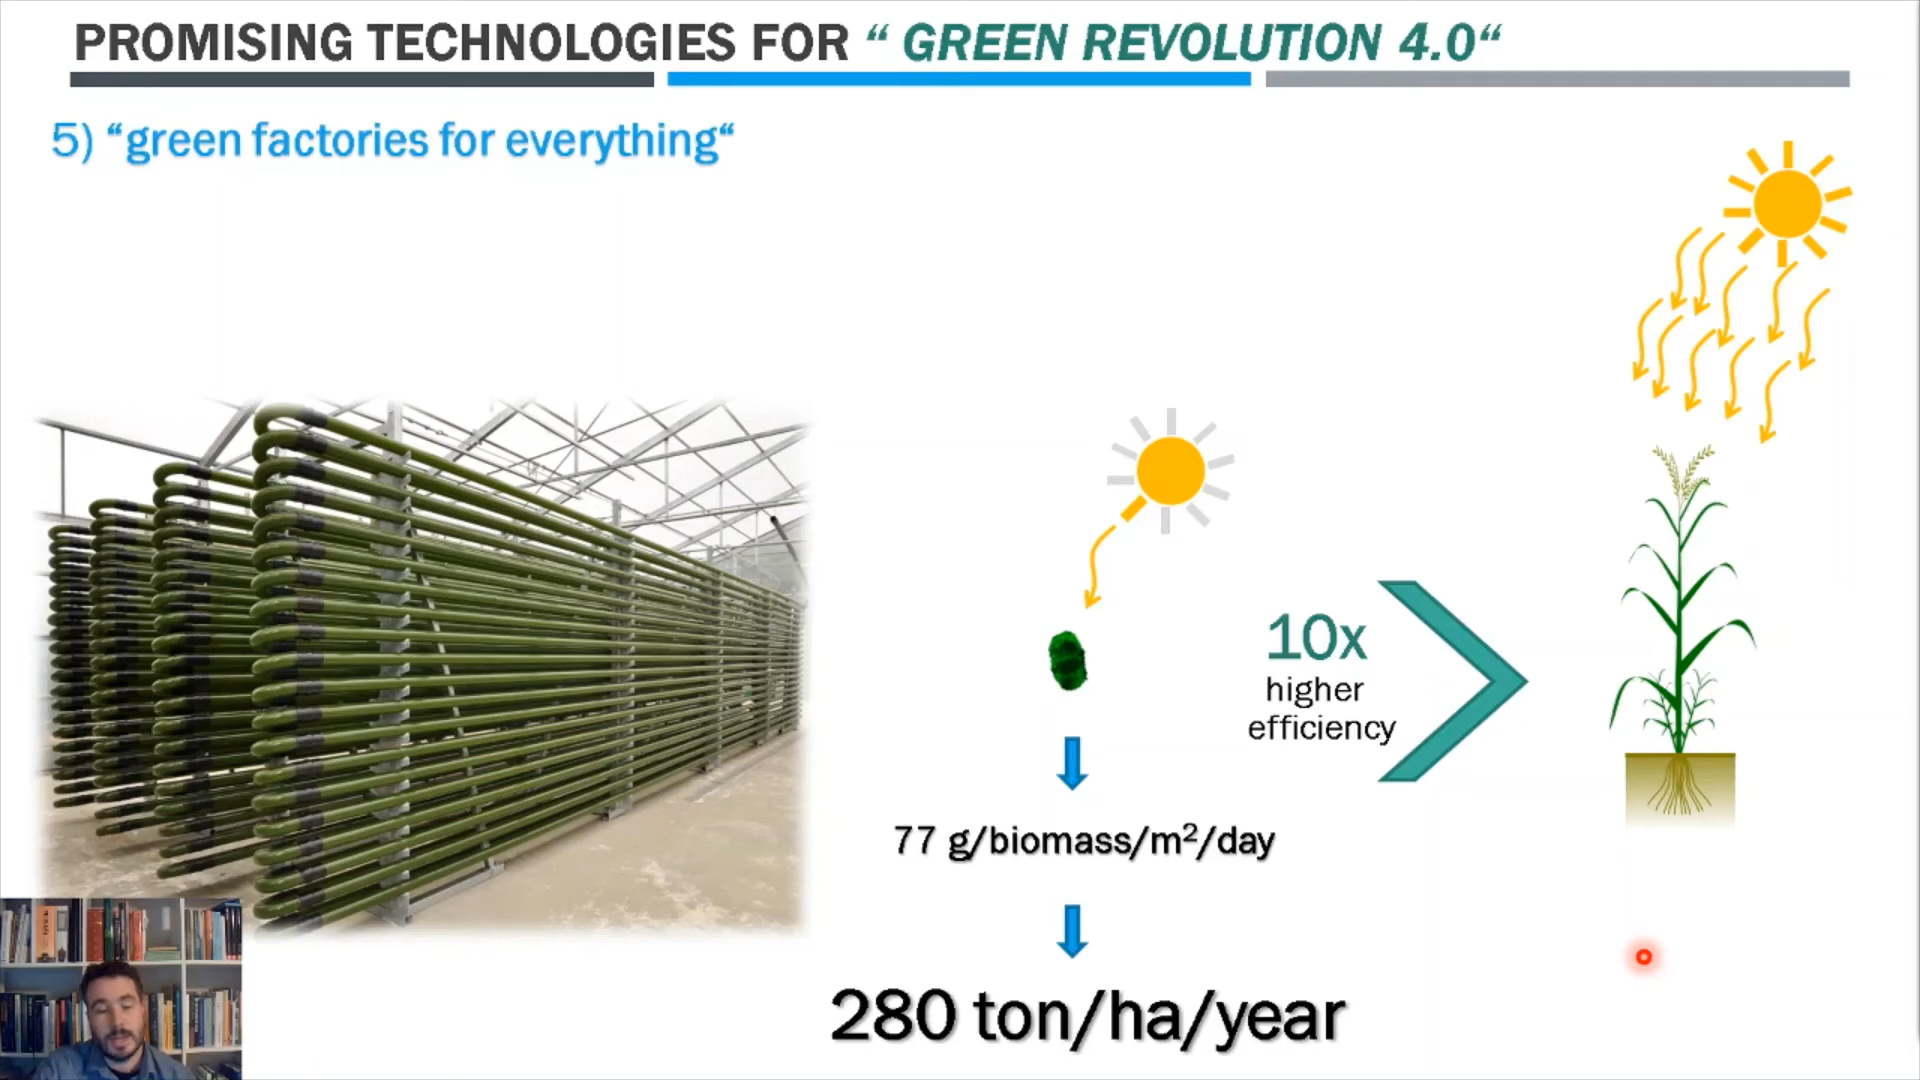 PROMISING TECHNOLOGIES FOR “ GREEN REVOLUTION 4.0“
5) “green factories for everything“
10x
higher
efficiency
77 g/biomass/m²/day
280 ton/ha/year